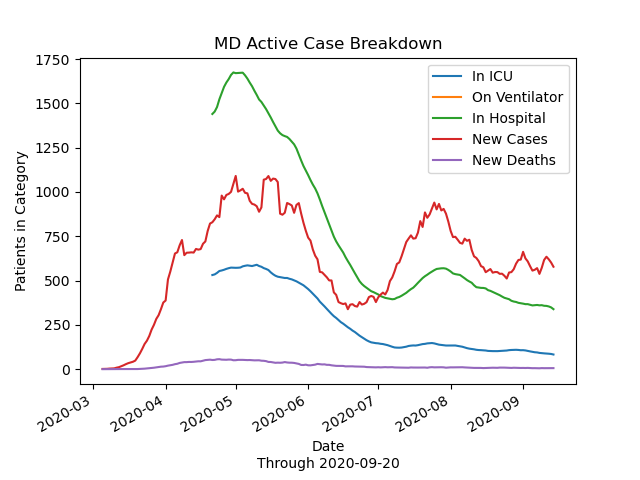 MD Active Case Breakdown
Patients in Category
1750
1500
1250
1000
750
500
250
0
In ICU
On Ventilator
In Hospital
New Cases
New Deaths
2020-03
2020-04
2020-05
2020-06
2020-07
2020-08
2020-09
Date
Through 2020-09-20